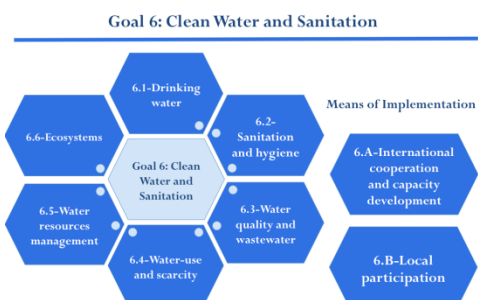 Goal 6: Clean Water and Sanitation
6.1-Drinking
water
6.2-
Sanitation
and hygiene
6.3-Water
quality and
wastewater
6.4-Water-use
and scarcity
6.5-Water
resources
management
6.6-Ecosystems
Goal 6: Clean
Water and
Sanitation
Means of Implementation
6.A-International
cooperation
and capacity
development
6.B-Local
participation